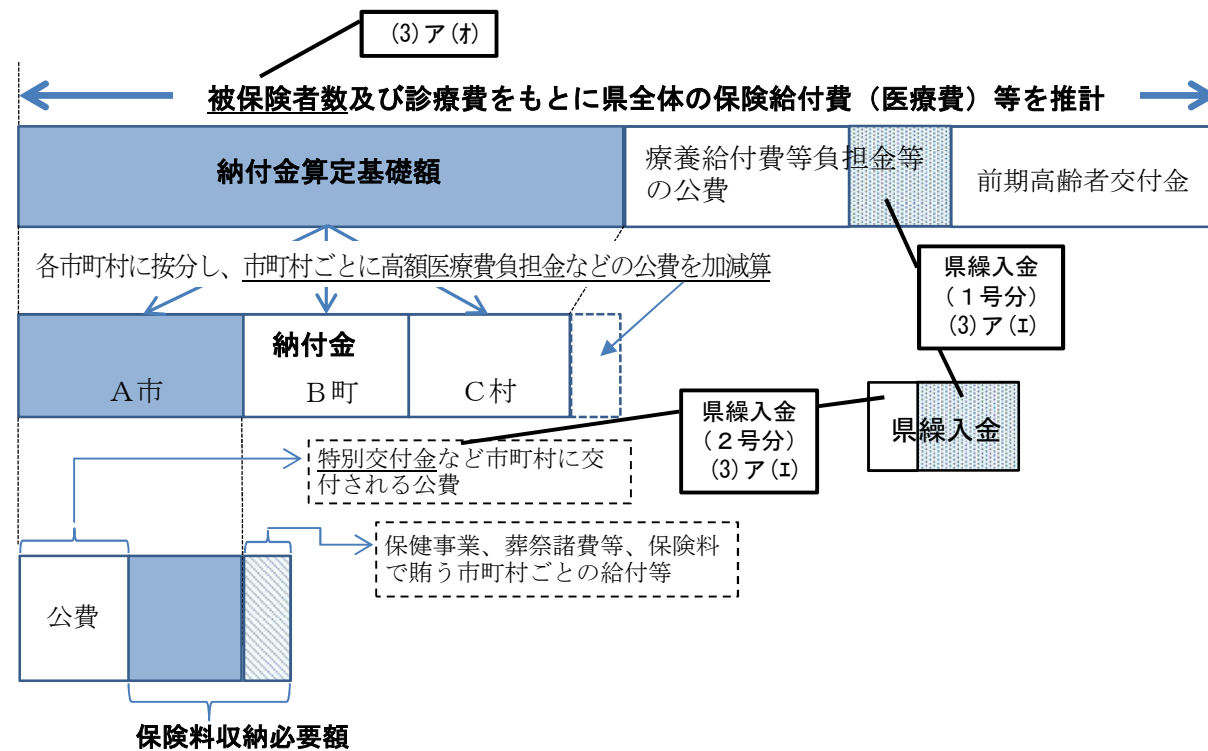 (3)ア(ｵ)
被保険者数及び診療費をもとに県全体の保険給付費（医療費）等を推計
納付金算定基礎額
療養給付費等負担金等
の公費
前期高齢者交付金
各市町村に按分し、市町村ごとに高額医療費負担金などの公費を加減算
県繰入金
（１号分）
(3)ア(ｴ)
納付金
Ａ市
Ｂ町
Ｃ村
県繰入金
（２号分）
(3)ア(ｴ)
県繰入金
特別交付金など市町村に交
付される公費
保健事業、葬祭諸費等、保険料
で賄う市町村ごとの給付等
公費
保険料収納必要額